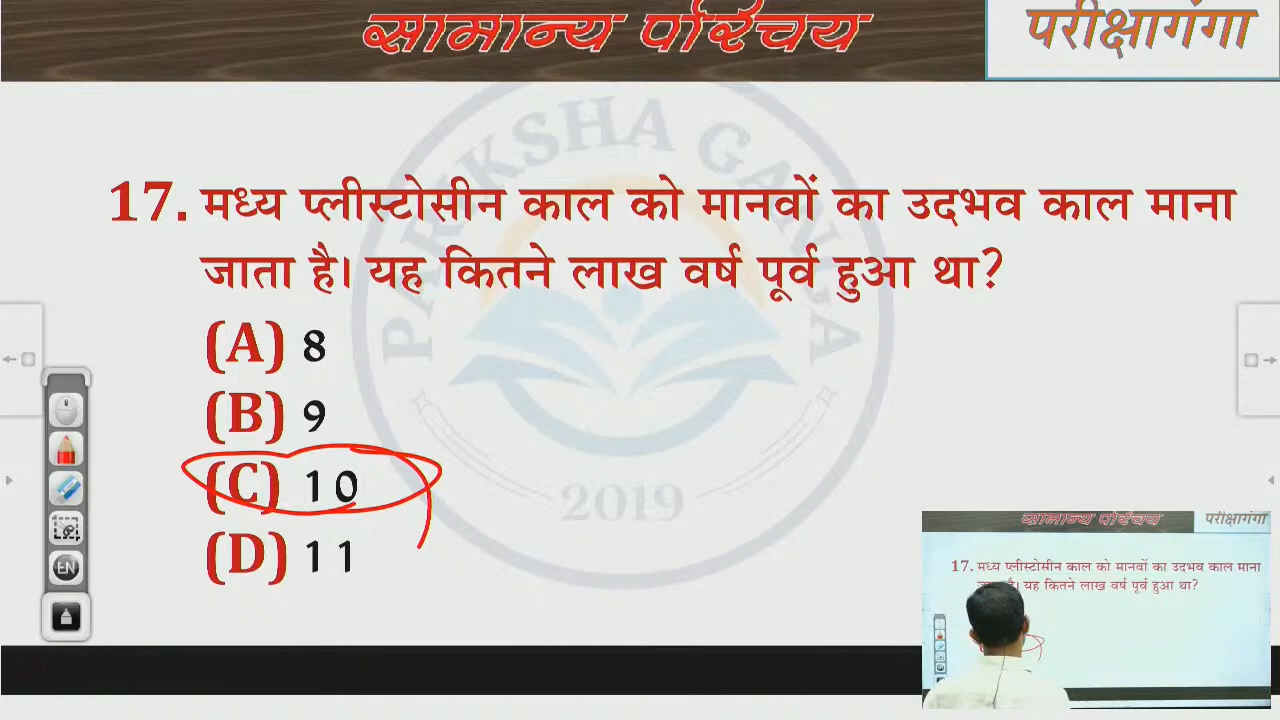 सामान्य परिचय
परीक्षागंगा
PARIKSHA GANGA
17. मध्य प्लीस्टोसीन काल को मानवों का उदभव काल माना
जाता है। यह कितने लाख वर्ष पूर्व हुआ था?
(A) 8
(B) 9
(C) 10
(D) 11
2019
EN
सामान्य परिचय
परीक्षागंगा
17. मध्य प्लीस्टोसीन काल को मानवों का उदभव काल माना
है। यह कितने लाख वर्ष पूर्व हुआ था?